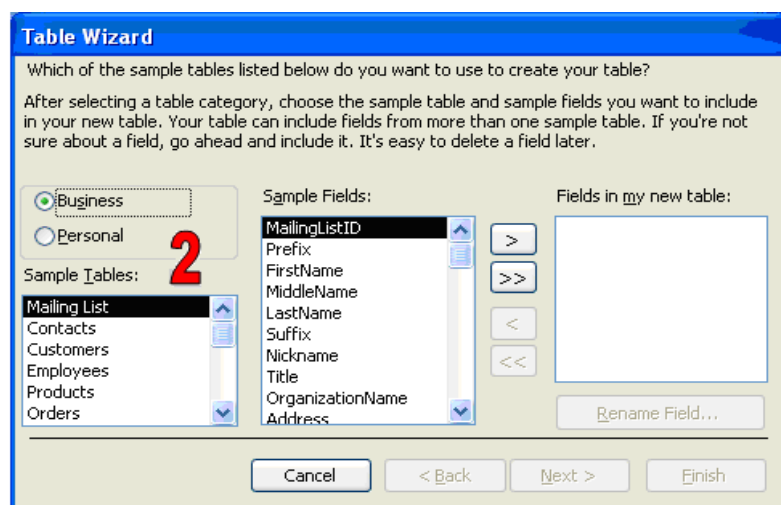 Table Wizard
Which of the sample tables listed below do you want to use to create your table?
After selecting a table category, choose the sample table and sample fields you want to include
in your new table. Your table can include fields from more than one sample table. If you're not
sure about a field, go ahead and include it. It's easy to delete a field later.
Business
Personal
2
Sample Tables:
Mailing List
Contacts
Customers
Employees
Products
Orders
Sample Fields:
MailingListID
Prefix
FirstName
MiddleName
LastName
Suffix
Nickname
Title
OrganizationName
Address
>
>>
<
<<
Fields in my new table:
Rename Field...
Cancel
< Back
Next >
Finish